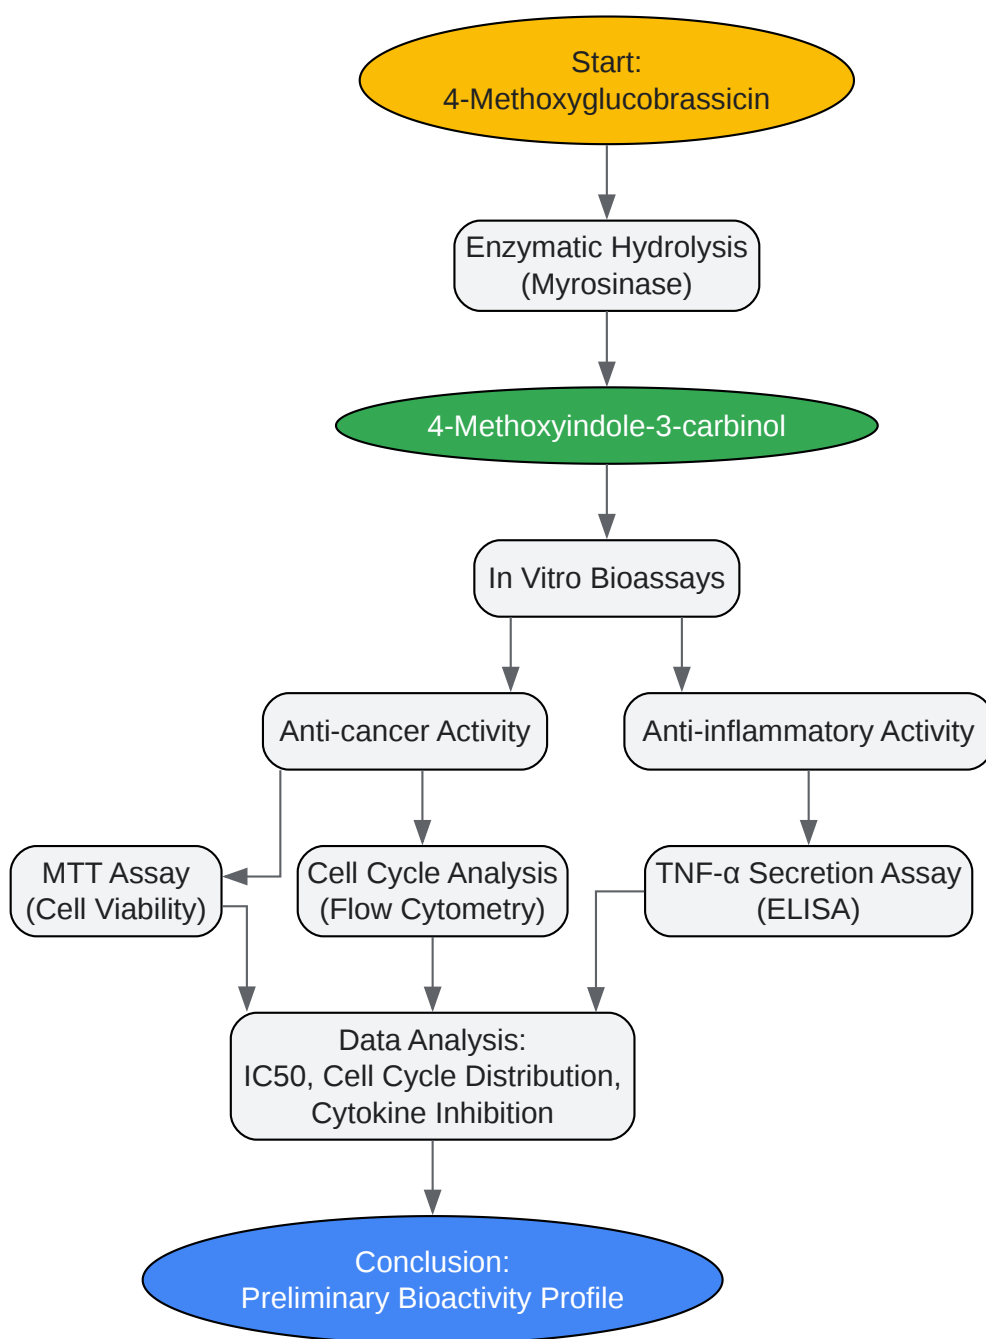 Start:
4-Methoxyglucobrassicin
Enzymatic Hydrolysis
(Myrosinase)
4-Methoxyindole-3-carbinol
In Vitro Bioassays
Anti-cancer Activity
Anti-inflammatory Activity
MTT Assay
(Cell Viability)
Cell Cycle Analysis
(Flow Cytometry)
TNF-α Secretion Assay
(ELISA)
Data Analysis:
IC50, Cell Cycle Distribution,
Cytokine Inhibition
Conclusion:
Preliminary Bioactivity Profile